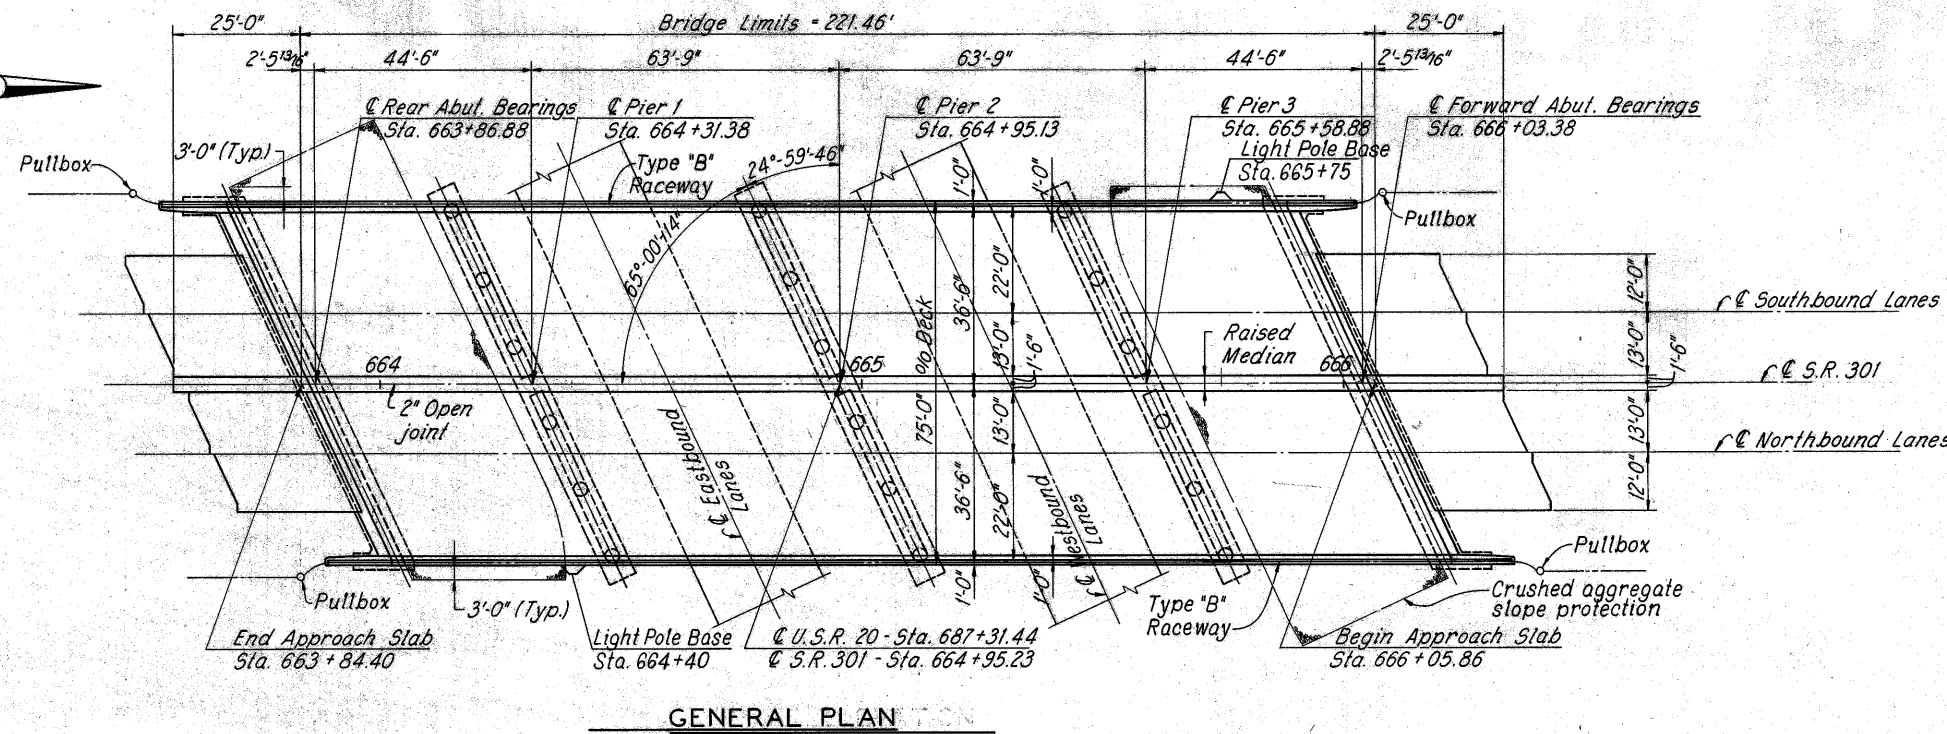 25'-0"
Bridge Limits = 221.46'
25'-0"
2'-5 13/16"
44'-6"
63'-9"
63'-9"
44'-6"
2'-5 13/16"
℄ Rear Abut. Bearings
Sta. 663+86.88
℄ Pier 1
Sta. 664+31.38
℄ Pier 2
Sta. 664+95.13
℄ Pier 3
Sta. 665+58.88
℄ Forward Abut. Bearings
Sta. 666+03.38
Light Pole Base
Sta. 665+75
Pullbox
3'-0" (Typ.)
Type "B"
Raceway
24°-59'-46"
65°-00'-14"
1'-0"
1'-0"
Pullbox
22'-0"
36'-6"
12'-0"
℄ Southbound Lanes
75'-0" O/O Deck
13'-0"
1'-6"
Raised
Median
13'-0"
1'-6"
664
665
666
℄ S.R. 301
2" Open
joint
13'-0"
13'-0"
℄ Northbound Lanes
℄ Eastbound
Lanes
36'-6"
22'-0"
℄ Westbound
Lanes
12'-0"
Pullbox
3'-0" (Typ.)
1'-0"
1'-0"
Type "B"
Raceway
Pullbox
Crushed aggregate
slope protection
End Approach Slab
Sta. 663+84.40
Light Pole Base
Sta. 664+40
℄ U.S.R. 20 - Sta. 687+31.44
℄ S.R. 301 - Sta. 664+95.23
Begin Approach Slab
Sta. 666+05.86
GENERAL PLAN